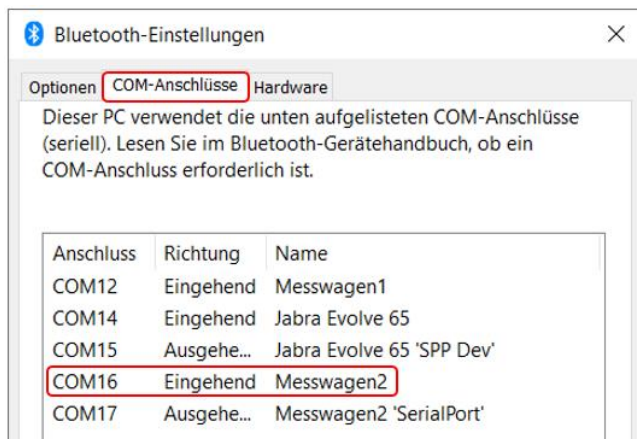 Bluetooth-Einstellungen
Optionen COM-Anschlüsse Hardware
Dieser PC verwendet die unten aufgelisteten COM-Anschlüsse
(seriell). Lesen Sie im Bluetooth-Gerätehandbuch, ob ein
COM-Anschluss erforderlich ist.
Anschluss Richtung Name
COM12 Eingehend Messwagen1
COM14 Eingehend Jabra Evolve 65
COM15 Ausgehe... Jabra Evolve 65 'SPP Dev'
COM16 Eingehend Messwagen2
COM17 Ausgehe... Messwagen2 'SerialPort'